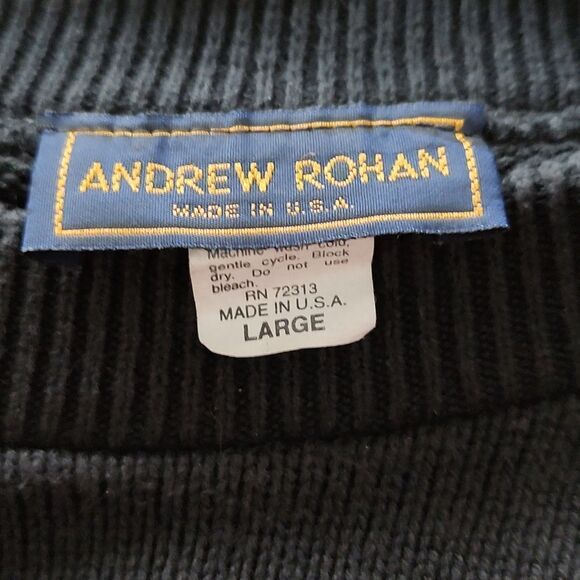 ANDREW ROHAN
MADE IN U.S.A.
Machine wash cold,
gentle cycle. Block
dry. Do not use
bleach.
RN 72313
MADE IN U.S.A.
LARGE